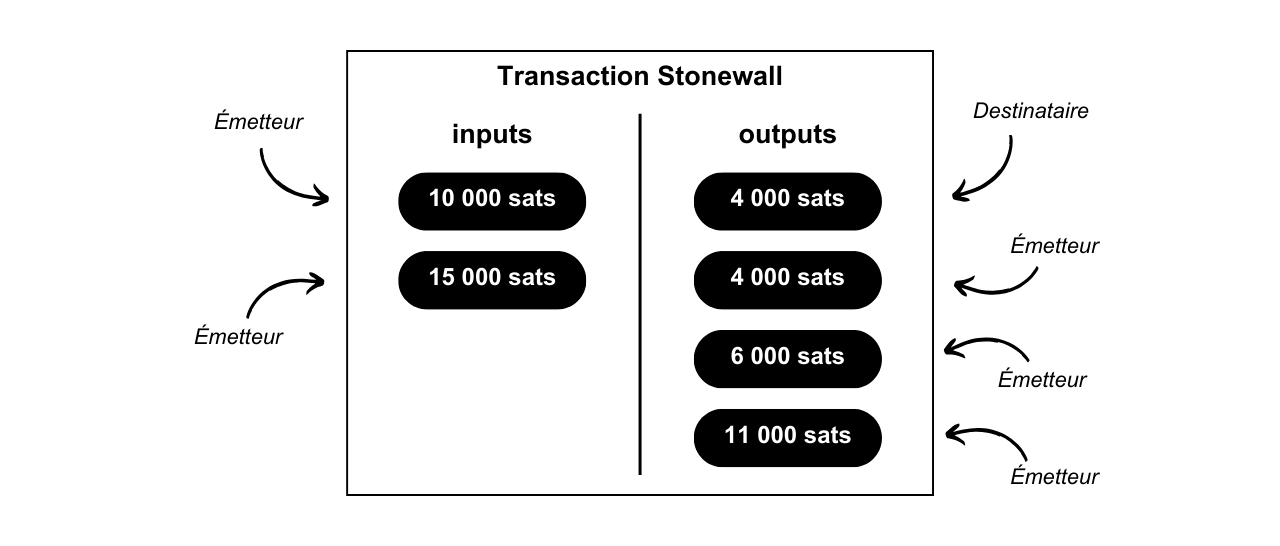 Transaction Stonewall
inputs
outputs
Émetteur
10 000 sats
Émetteur
15 000 sats
Destinataire
4 000 sats
Émetteur
4 000 sats
Émetteur
6 000 sats
Émetteur
11 000 sats